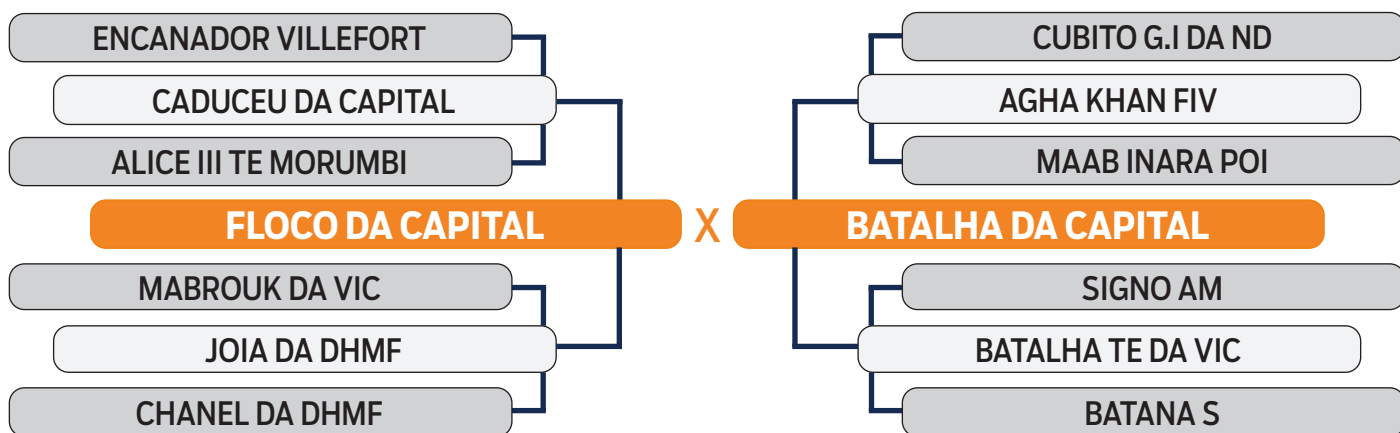 ENCANADOR VILLEFORT
CADUCEU DA CAPITAL
ALICE III TE MORUMBI
FLOCO DA CAPITAL
MABROUK DA VIC
JOIA DA DHMF
CHANEL DA DHMF
X
CUBITO G.I DA ND
AGHA KHAN FIV
MAAB INARA POI
BATALHA DA CAPITAL
SIGNO AM
BATALHA TE DA VIC
BATANA S